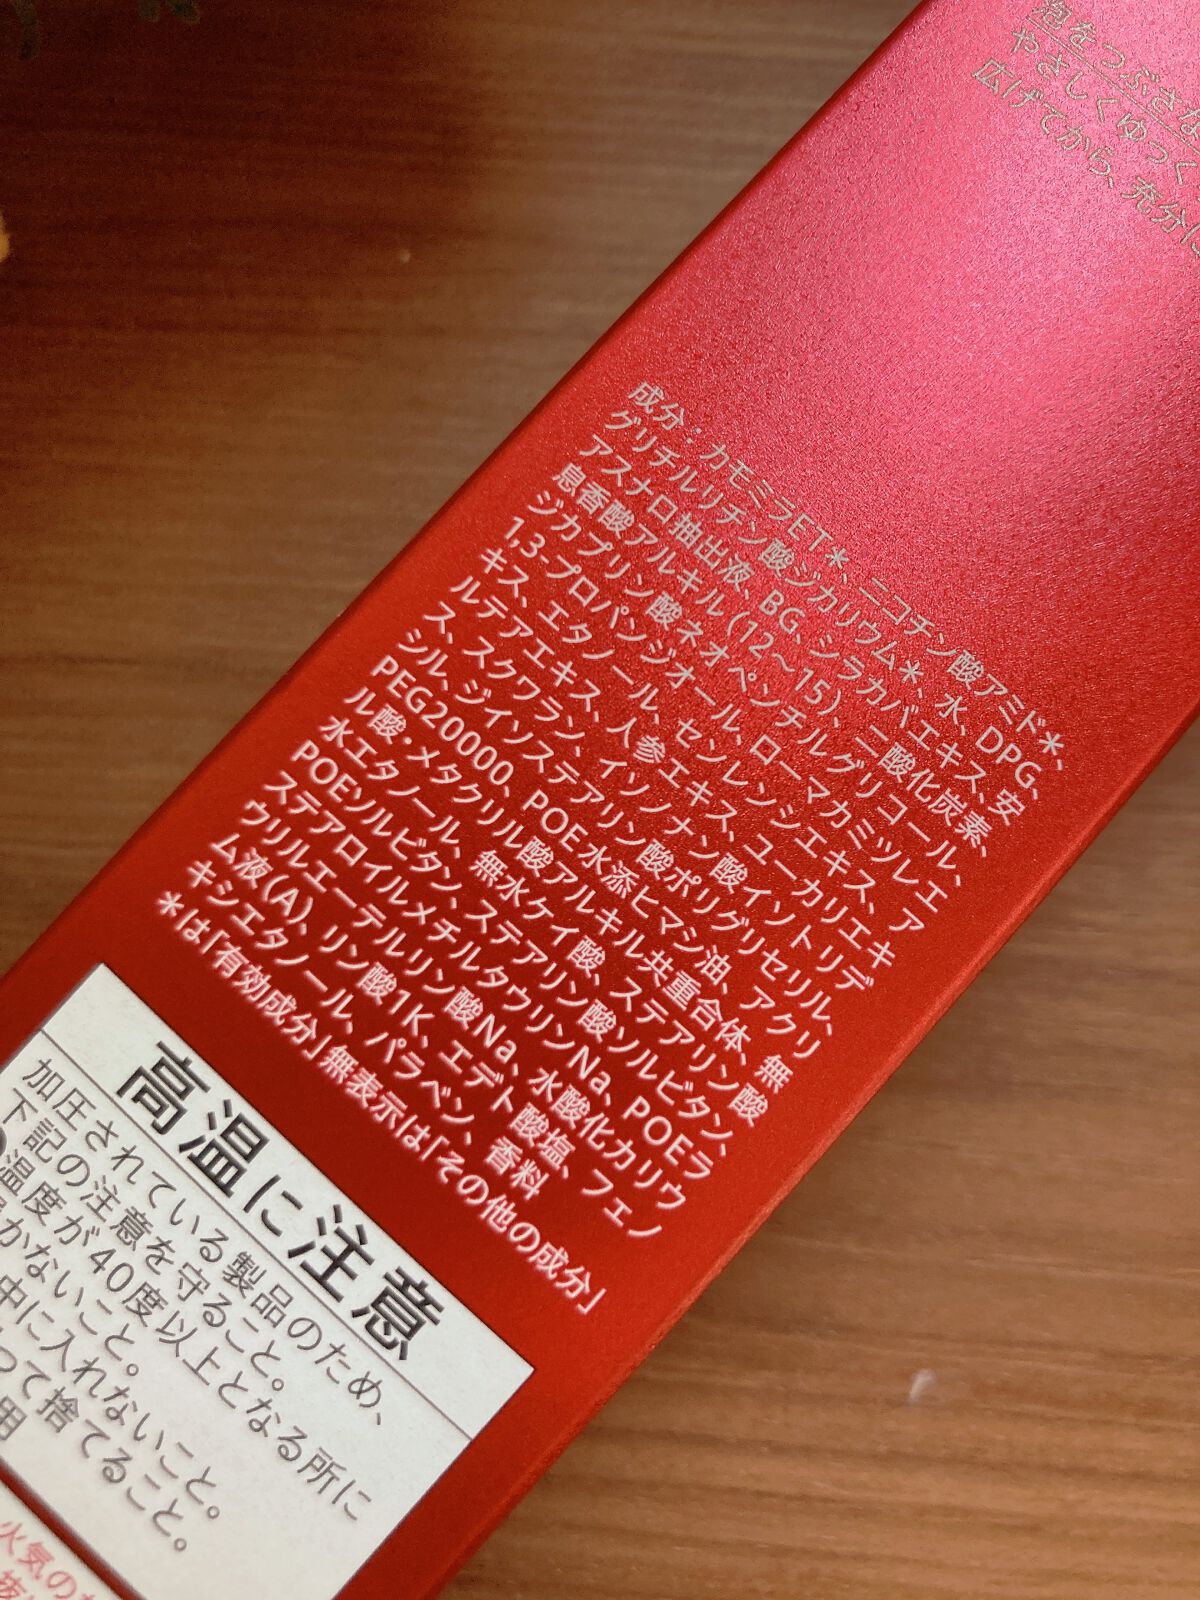 泡をつぶさな
やさしくゆっく
広げてから、充分に
成分：カモミラET＊、ニコチン酸アミド＊、
グリチルリチン酸ジカリウム＊、水、DPG、
アスナロ抽出液、BG、シラカバエキス、安
息香酸アルキル（12～15）、二酸化炭素、
ジカプリン酸ネオペンチルグリコール、
1,3-プロパンジオール、ローマカミツレエ
キス、エタノール、センレンシエキス、ア
ルテアエキス、人参エキス、ユーカリエキ
ス、スクワラン、イソノナン酸イソトリデ
シル、ジイソステアリン酸ポリグリセリル、
PEG20000、POE水添ヒマシ油、アクリ
ル酸・メタクリル酸アルキル共重合体、無
水エタノール、無水ケイ酸、ステアリン酸
POEソルビタン、ステアリン酸ソルビタン、
ステアロイルメチルタウリンNa、POEラ
ウリルエーテルリン酸Na、水酸化カリウ
ム液(A)、リン酸1K、エデト酸塩、フェノ
キシエタノール、パラベン、香料
＊は「有効成分」無表示は「その他の成分」
高温に注意
加圧されている製品のため、
下記の注意を守ること。
温度が40度以上となる所に
かないこと。
中に入れないこと。
って捨てること。
用
火気の